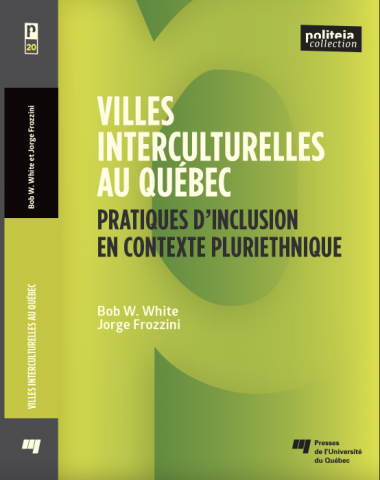 P
20
Bob W. White et Jorge Frozzini
VILLES INTERCULTURELLES AU QUÉBEC
politeia
collection
VILLES
INTERCULTURELLES
AU QUÉBEC
PRATIQUES D'INCLUSION
EN CONTEXTE PLURIETHNIQUE
Bob W. White
Jorge Frozzini
Presses
de l'Université
du Québec